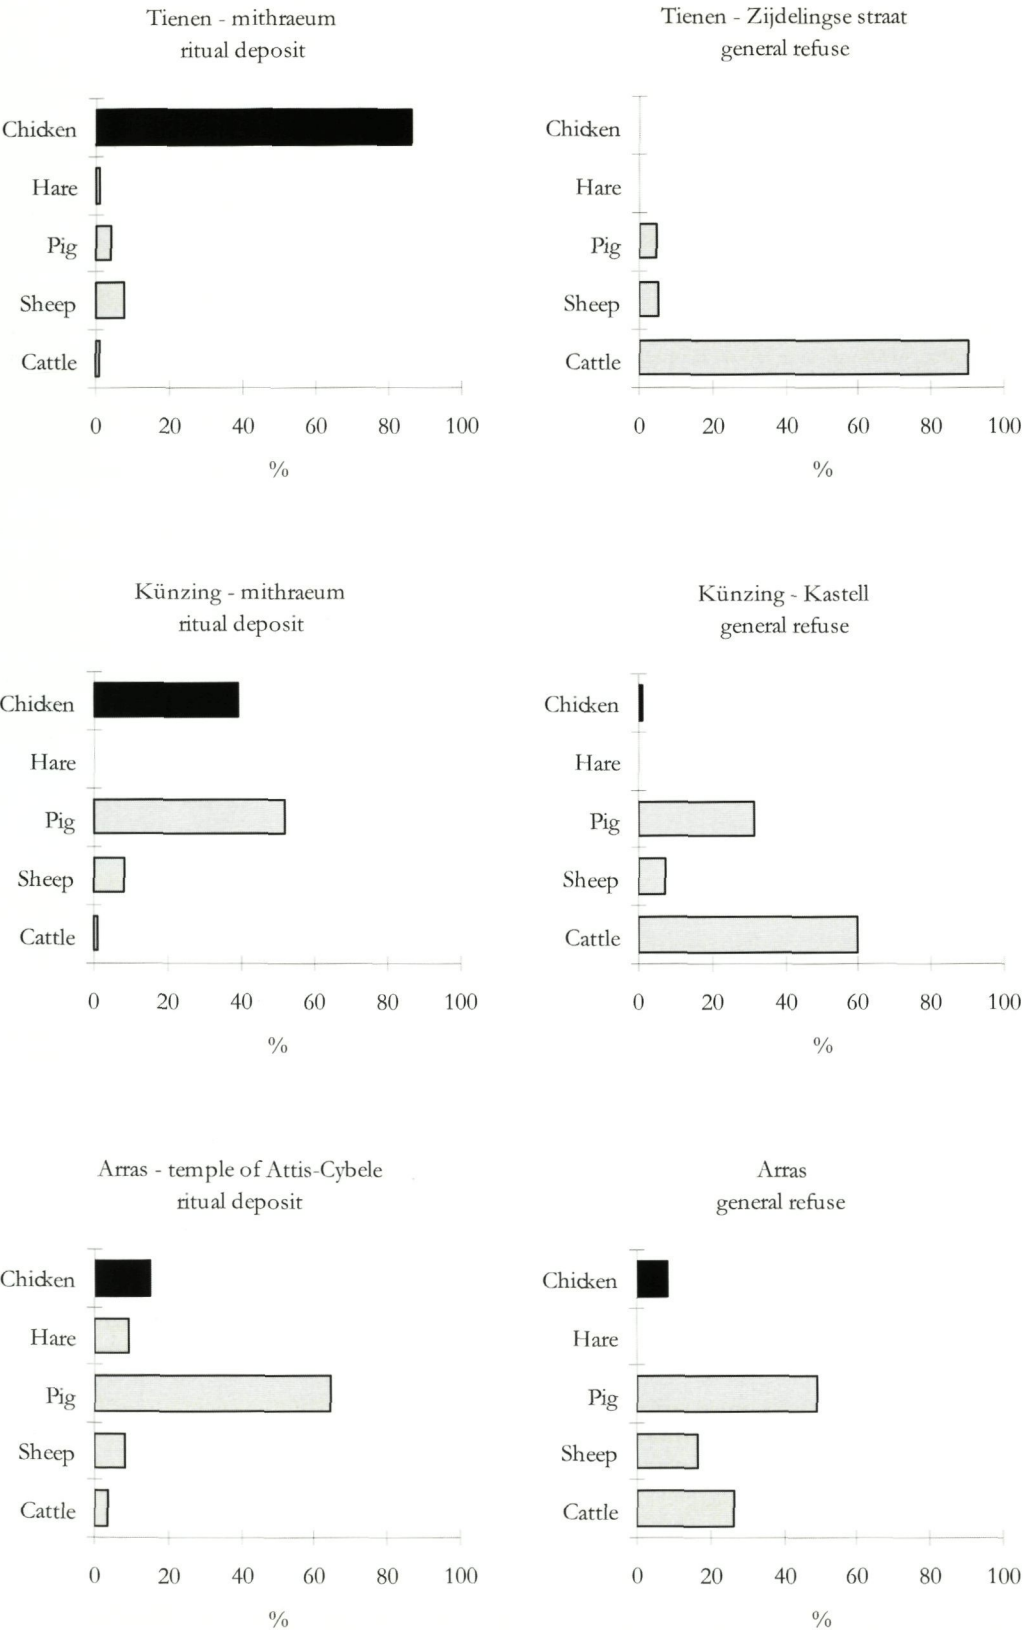 Tienen - mithraeum
ritual deposit
Chicken
Hare
Pig
Sheep
Cattle
0 20 40 60 80 100
%
Tienen - Zijdelingse straat
general refuse
Chicken
Hare
Pig
Sheep
Cattle
0 20 40 60 80 100
%
Künzing - mithraeum
ritual deposit
Chicken
Hare
Pig
Sheep
Cattle
0 20 40 60 80 100
%
Künzing - Kastell
general refuse
Chicken
Hare
Pig
Sheep
Cattle
0 20 40 60 80 100
%
Arras - temple of Attis-Cybele
ritual deposit
Chicken
Hare
Pig
Sheep
Cattle
0 20 40 60 80 100
%
Arras
general refuse
Chicken
Hare
Pig
Sheep
Cattle
0 20 40 60 80 100
%